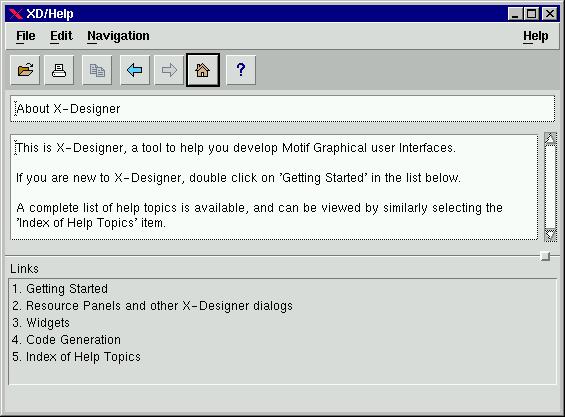 XD/Help
File Edit Navigation Help
?
About X-Designer
This is X-Designer, a tool to help you develop Motif Graphical user Interfaces.
If you are new to X-Designer, double click on 'Getting Started' in the list below.
A complete list of help topics is available, and can be viewed by similarly selecting the
'Index of Help Topics' item.
Links
1. Getting Started
2. Resource Panels and other X-Designer dialogs
3. Widgets
4. Code Generation
5. Index of Help Topics